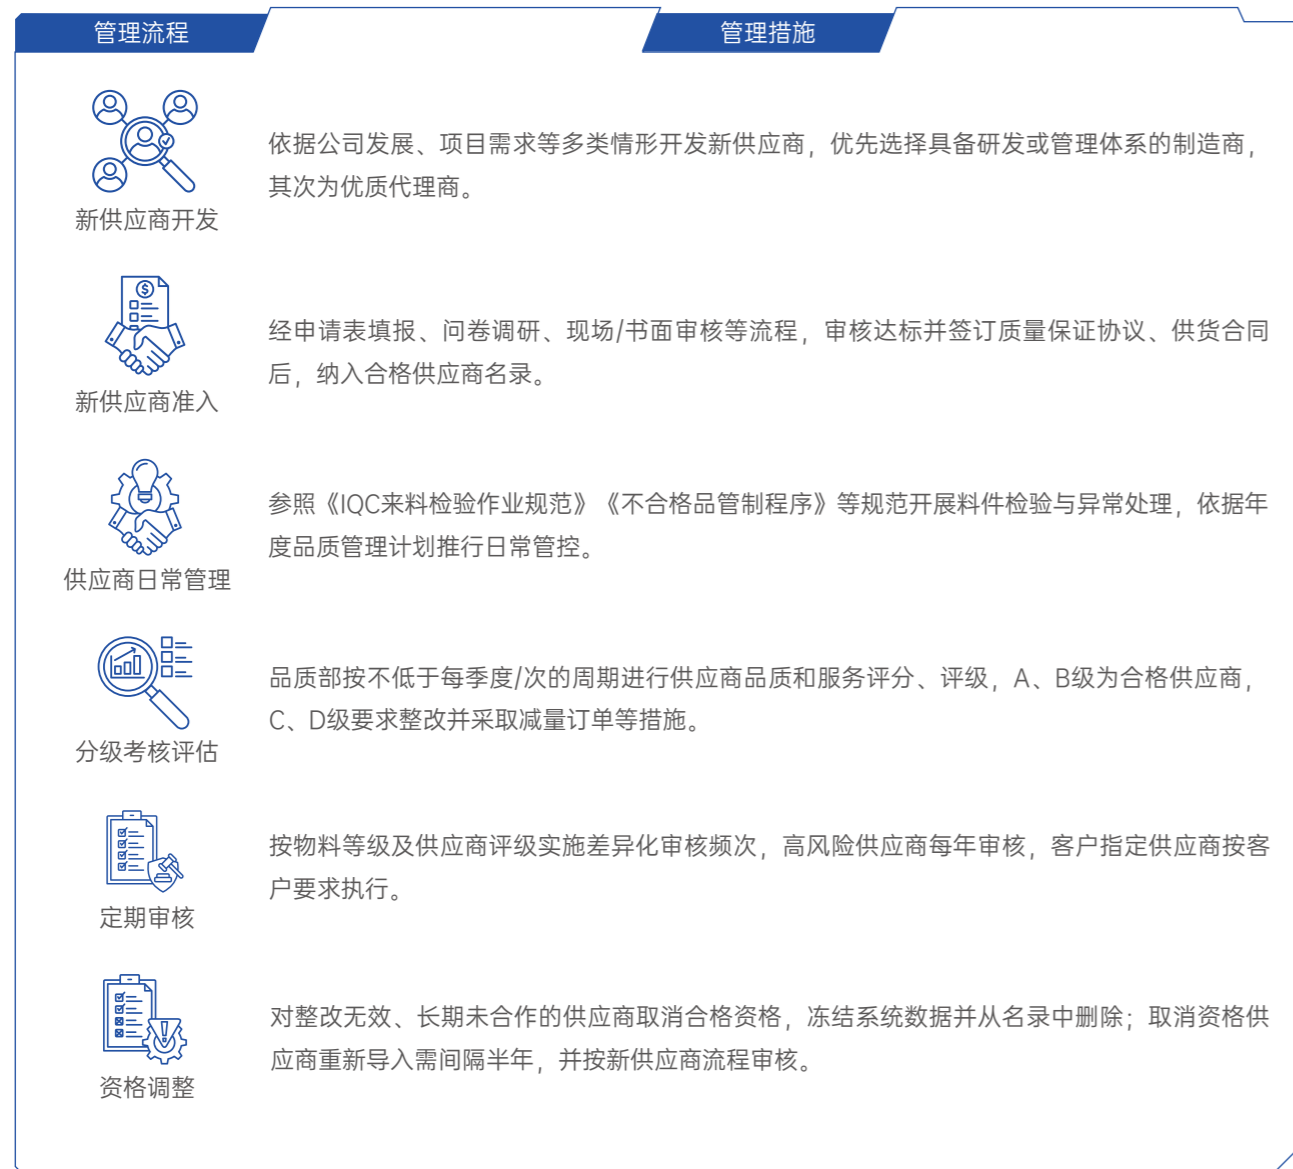 管理流程
管理措施
依据公司发展、项目需求等多类情形开发新供应商，优先选择具备研发或管理体系的制造商，
其次为优质代理商。
新供应商开发
经申请表填报、问卷调研、现场/书面审核等流程，审核达标并签订质量保证协议、供货合同
后，纳入合格供应商名录。
新供应商准入
参照《IQC来料检验作业规范》《不合格品管制程序》等规范开展料件检验与异常处理，依据年
度品质管理计划推行日常管控。
供应商日常管理
品质部按不低于每季度/次的周期进行供应商品质和服务评分、评级，A、B级为合格供应商，
C、D级要求整改并采取减量订单等措施。
分级考核评估
按物料等级及供应商评级实施差异化审核频次，高风险供应商每年审核，客户指定供应商按客
户要求执行。
定期审核
对整改无效、长期未合作的供应商取消合格资格，冻结系统数据并从名录中删除；取消资格供
应商重新导入需间隔半年，并按新供应商流程审核。
资格调整